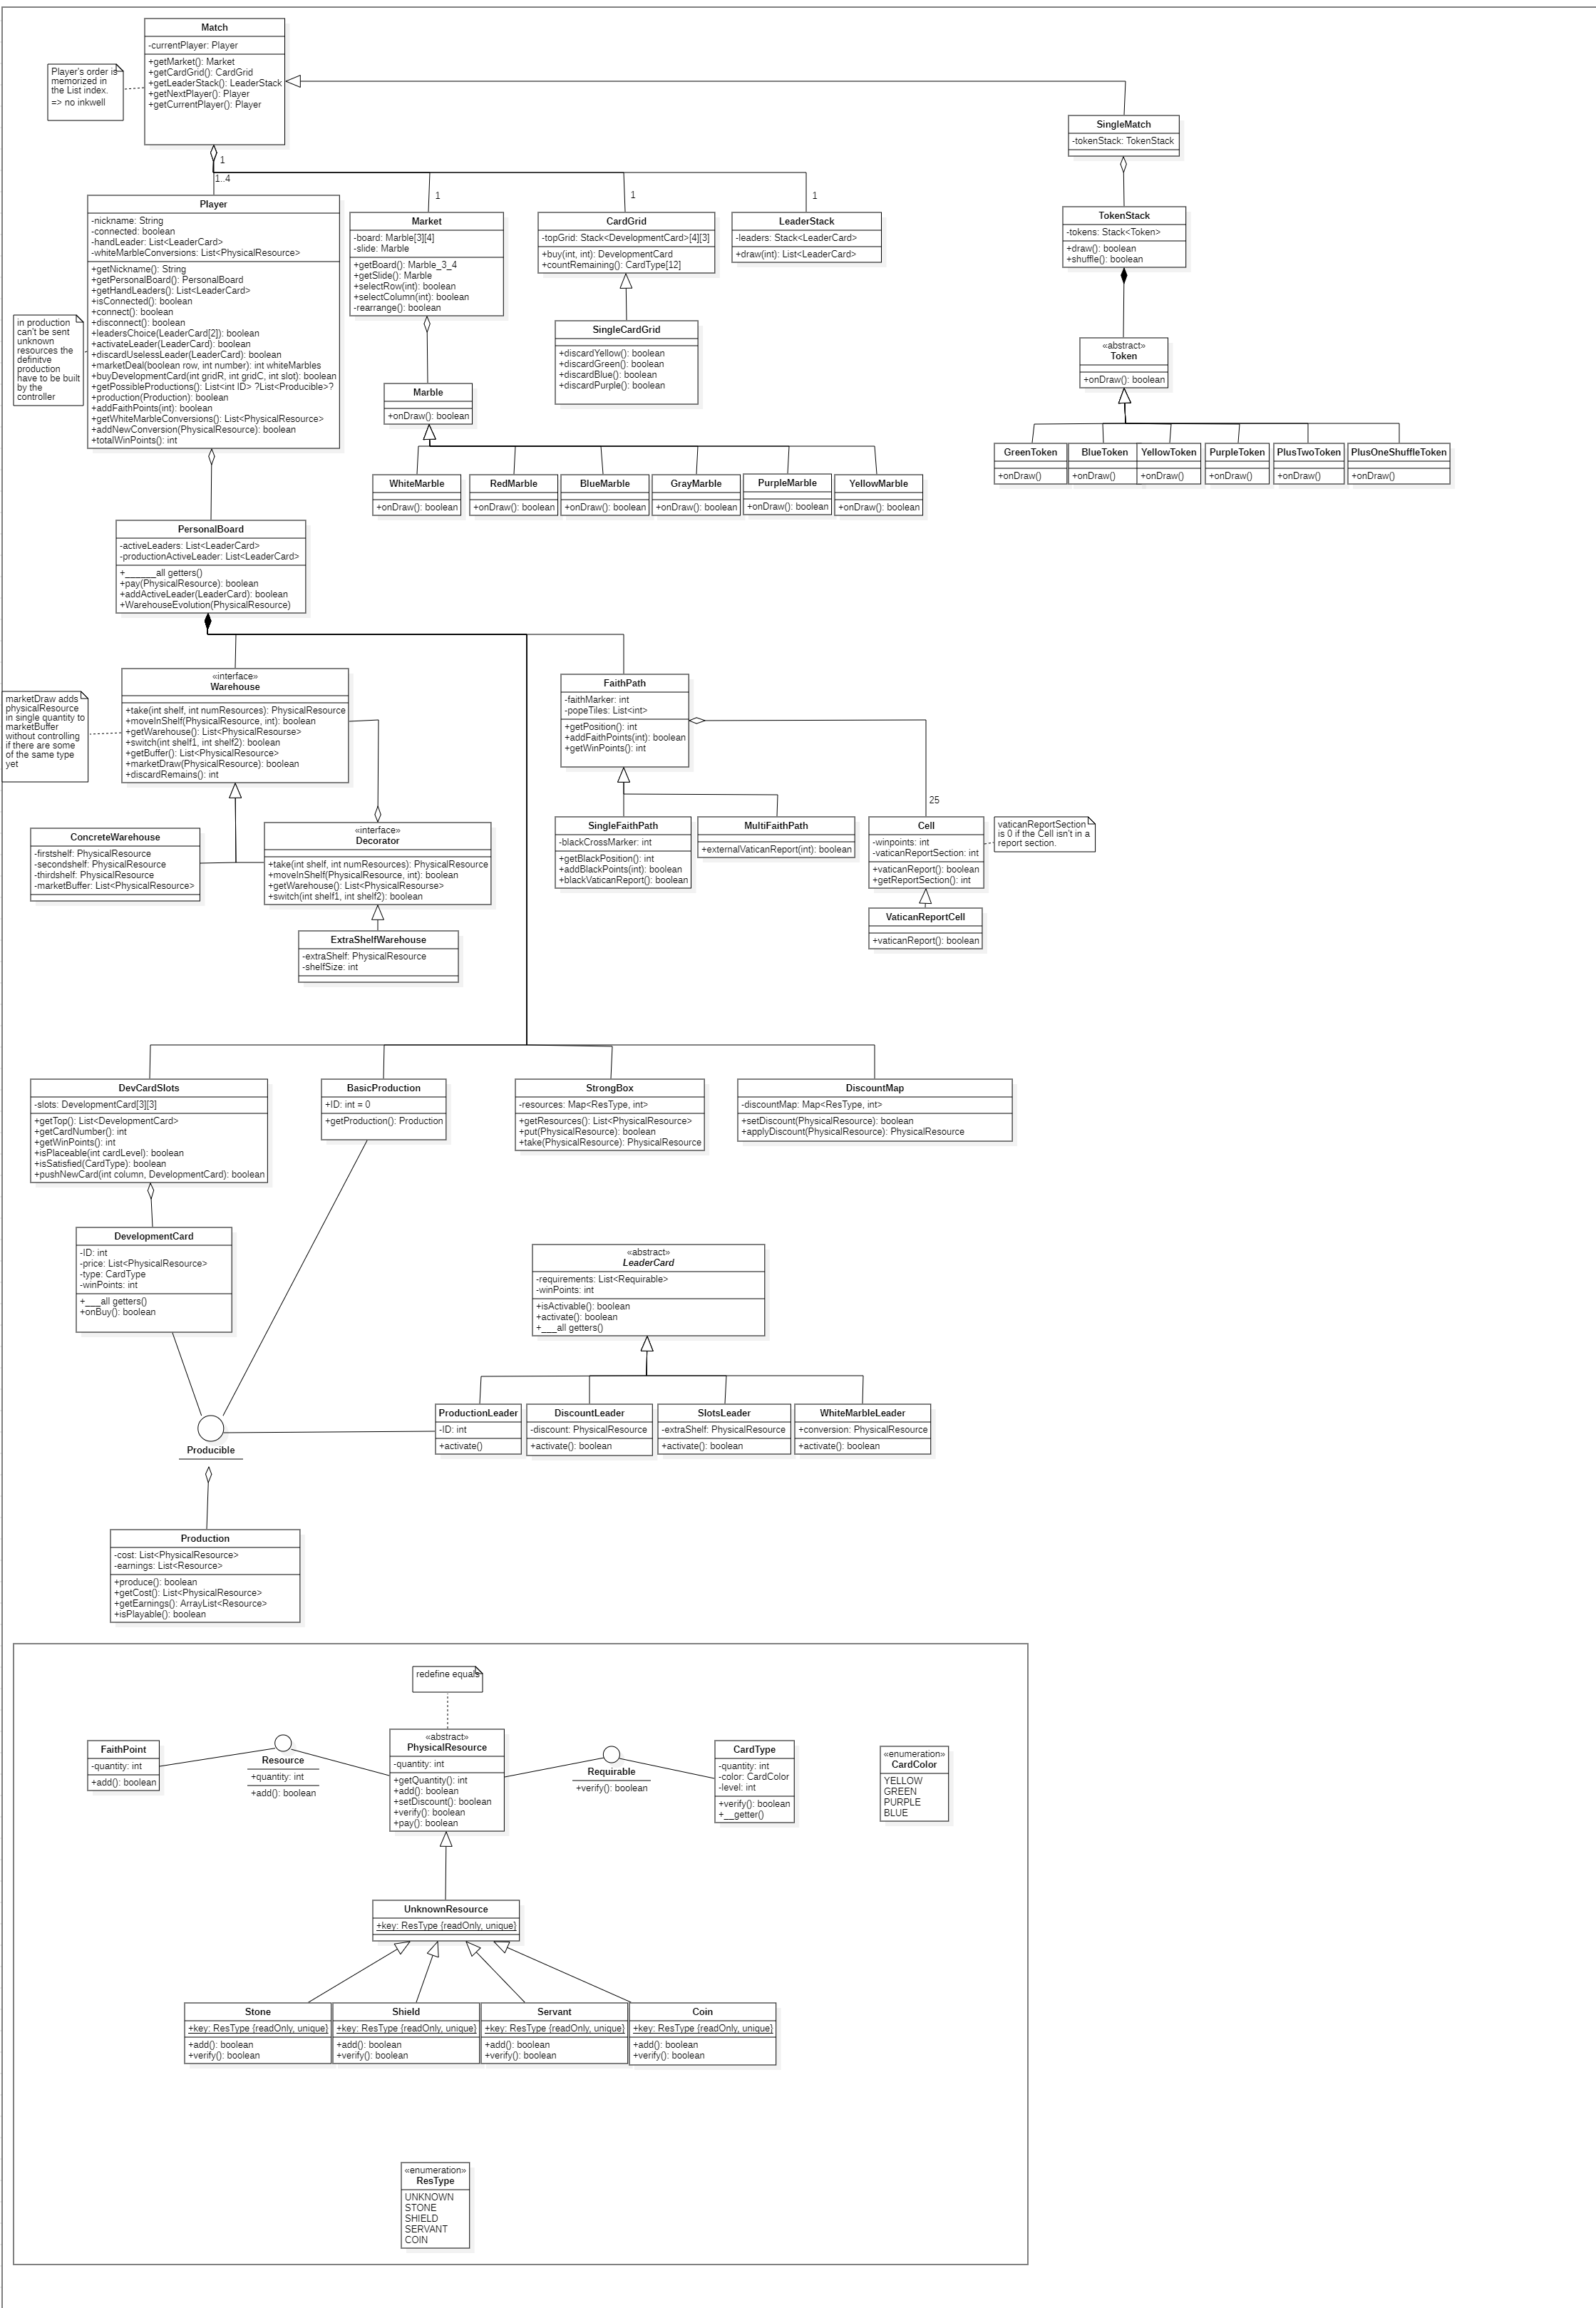 Match
-currentPlayer: Player
+getMarket(): Market
+getCardGrid(): CardGrid
+getLeaderStack(): LeaderStack
+getNextPlayer(): Player
+getCurrentPlayer(): Player
Player's order is
memorized in
the List index.
=> no inkwell
SingleMatch
-tokenStack: TokenStack
1
1..4
1
1
1
Player
-nickname: String
-connected: boolean
-handLeader: List<LeaderCard>
-whiteMarbleConversions: List<PhysicalResource>
+getNickname(): String
+getPersonalBoard(): PersonalBoard
+getHandLeaders(): List<LeaderCard>
+isConnected(): boolean
+connect(): boolean
+disconnect(): boolean
+leadersChoice(LeaderCard[2]): boolean
+activateLeader(LeaderCard): boolean
+discardUselessLeader(LeaderCard): boolean
+marketDeal(boolean row, int number): int whiteMarbles
+buyDevelopmentCard(int gridR, int gridC, int slot): boolean
+getPossibleProductions(): List<int ID> ?List<Producible>?
+production(Production): boolean
+addFaithPoints(int): boolean
+getWhiteMarbleConversions(): List<PhysicalResource>
+addNewConversion(PhysicalResource): boolean
+totalWinPoints(): int
in production
can't be sent
unknown
resources the
definitve
production
have to be built
by the
controller
Market
-board: Marble[3][4]
-slide: Marble
+getBoard(): Marble_3_4
+getSlide(): Marble
+selectRow(int): boolean
+selectColumn(int): boolean
-rearrange(): boolean
CardGrid
-topGrid: Stack<DevelopmentCard>[4][3]
+buy(int, int): DevelopmentCard
+countRemaining(): CardType[12]
LeaderStack
-leaders: Stack<LeaderCard>
+draw(int): List<LeaderCard>
TokenStack
-tokens: Stack<Token>
+draw(): boolean
+shuffle(): boolean
SingleCardGrid
+discardYellow(): boolean
+discardGreen(): boolean
+discardBlue(): boolean
+discardPurple(): boolean
«abstract»
Token
+onDraw(): boolean
Marble
+onDraw(): boolean
WhiteMarble
+onDraw(): boolean
RedMarble
+onDraw(): boolean
BlueMarble
+onDraw(): boolean
GrayMarble
+onDraw(): boolean
PurpleMarble
+onDraw(): boolean
YellowMarble
+onDraw(): boolean
GreenToken
+onDraw()
BlueToken
+onDraw()
YellowToken
+onDraw()
PurpleToken
+onDraw()
PlusTwoToken
+onDraw()
PlusOneShuffleToken
+onDraw()
PersonalBoard
-activeLeaders: List<LeaderCard>
-productionActiveLeader: List<LeaderCard>
+______all getters()
+pay(PhysicalResource): boolean
+addActiveLeader(LeaderCard): boolean
+WarehouseEvolution(PhysicalResource)
«interface»
Warehouse
+take(int shelf, int numResources): PhysicalResource
+moveInShelf(PhysicalResource, int): boolean
+getWarehouse(): List<PhysicalResourse>
+switch(int shelf1, int shelf2): boolean
+getBuffer(): List<PhysicalResource>
+marketDraw(PhysicalResource): boolean
+discardRemains(): int
marketDraw adds
physicalResource
in single quantity to
marketBuffer
without controlling
if there are some
of the same type
yet
FaithPath
-faithMarker: int
-popeTiles: List<int>
+getPosition(): int
+addFaithPoints(int): boolean
+getWinPoints(): int
25
ConcreteWarehouse
-firstshelf: PhysicalResource
-secondshelf: PhysicalResource
-thirdshelf: PhysicalResource
-marketBuffer: List<PhysicalResource>
«interface»
Decorator
+take(int shelf, int numResources): PhysicalResource
+moveInShelf(PhysicalResource, int): boolean
+getWarehouse(): List<PhysicalResourse>
+switch(int shelf1, int shelf2): boolean
SingleFaithPath
-blackCrossMarker: int
+getBlackPosition(): int
+addBlackPoints(int): boolean
+blackVaticanReport(): boolean
MultiFaithPath
+externalVaticanReport(int): boolean
Cell
-winpoints: int
-vaticanReportSection: int
+vaticanReport(): boolean
+getReportSection(): int
vaticanReportSection
is 0 if the Cell isn't in a
report section.
VaticanReportCell
+vaticanReport(): boolean
ExtraShelfWarehouse
-extraShelf: PhysicalResource
-shelfSize: int
DevCardSlots
-slots: DevelopmentCard[3][3]
+getTop(): List<DevelopmentCard>
+getCardNumber(): int
+getWinPoints(): int
+isPlaceable(int cardLevel): boolean
+isSatisfied(CardType): boolean
+pushNewCard(int column, DevelopmentCard): boolean
BasicProduction
+ID: int = 0
+getProduction(): Production
StrongBox
-resources: Map<ResType, int>
+getResources(): List<PhysicalResource>
+put(PhysicalResource): boolean
+take(PhysicalResource): PhysicalResource
DiscountMap
-discountMap: Map<ResType, int>
+setDiscount(PhysicalResource): boolean
+applyDiscount(PhysicalResource): PhysicalResource
DevelopmentCard
-ID: int
-price: List<PhysicalResource>
-type: CardType
-winPoints: int
+___all getters()
+onBuy(): boolean
«abstract»
LeaderCard
-requirements: List<Requirable>
-winPoints: int
+isActivable(): boolean
+activate(): boolean
+___all getters()
ProductionLeader
-ID: int
+activate()
DiscountLeader
-discount: PhysicalResource
+activate(): boolean
SlotsLeader
-extraShelf: PhysicalResource
+activate(): boolean
WhiteMarbleLeader
+conversion: PhysicalResource
+activate(): boolean
Producible
Production
-cost: List<PhysicalResource>
-earnings: List<Resource>
+produce(): boolean
+getCost(): List<PhysicalResource>
+getEarnings(): ArrayList<Resource>
+isPlayable(): boolean
redefine equals
FaithPoint
-quantity: int
+add(): boolean
Resource
+quantity: int
+add(): boolean
«abstract»
PhysicalResource
-quantity: int
+getQuantity(): int
+add(): boolean
+setDiscount(): boolean
+verify(): boolean
+pay(): boolean
Requirable
+verify(): boolean
CardType
-quantity: int
-color: CardColor
-level: int
+verify(): boolean
+__getter()
«enumeration»
CardColor
YELLOW
GREEN
PURPLE
BLUE
UnknownResource
+key: ResType {readOnly, unique}
Stone
+key: ResType {readOnly, unique}
+add(): boolean
+verify(): boolean
Shield
+key: ResType {readOnly, unique}
+add(): boolean
+verify(): boolean
Servant
+key: ResType {readOnly, unique}
+add(): boolean
+verify(): boolean
Coin
+key: ResType {readOnly, unique}
+add(): boolean
+verify(): boolean
«enumeration»
ResType
UNKNOWN
STONE
SHIELD
SERVANT
COIN